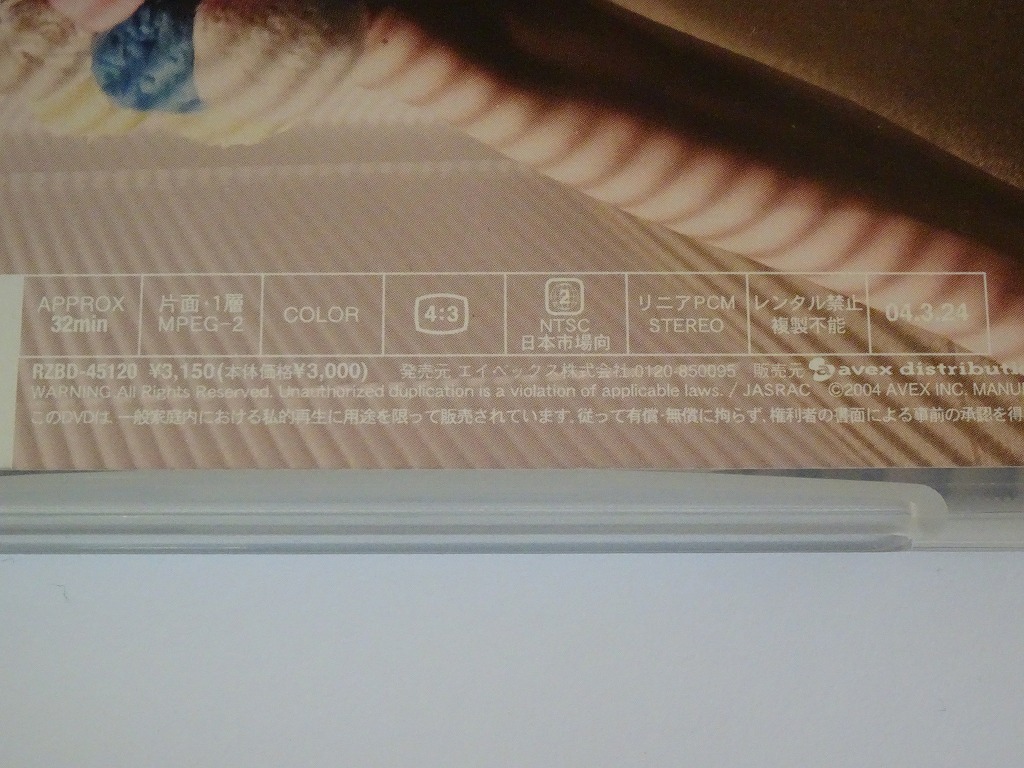 APPROX
32min
片面・1層
MPEG-2
COLOR
4:3
2
NTSC
日本市場向
リニアPCM
STEREO
レンタル禁止
複製不能
04.3.24
RZBD-45120 ¥3,150(本体価格¥3,000) 発売元 エイベックス株式会社 0120-850095 販売元 avex distribut
WARNING All Rights Reserved. Unauthorized duplication is a violation of applicable laws. / JASRAC ©2004 AVEX INC. MANU
このDVDは、一般家庭内における私的再生に用途を限って販売されています。従って有償・無償に拘らず、権利者の書面による事前の承認を得